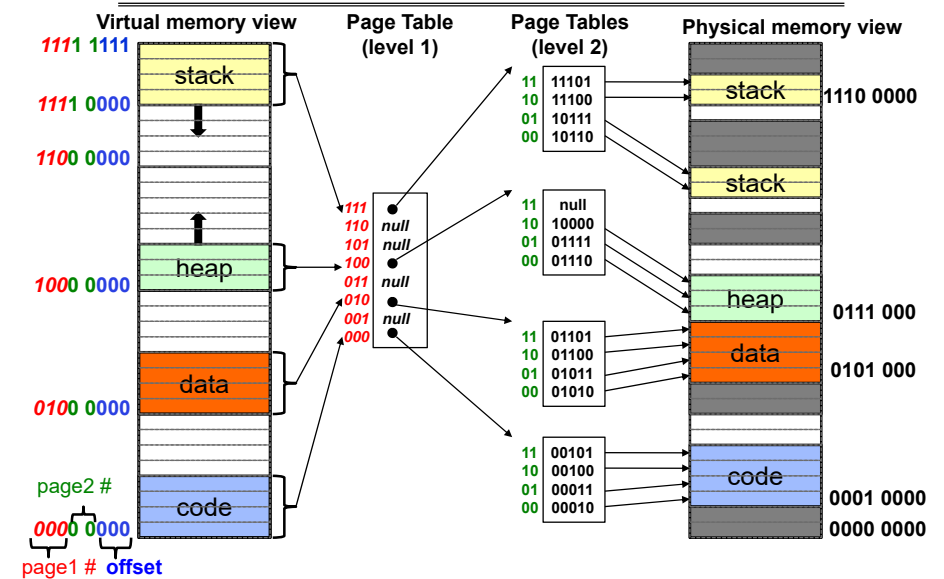 Virtual memory view
Page Table
(level 1)
Page Tables
(level 2)
Physical memory view
1111 1111
stack
1111 0000
1100 0000
heap
1000 0000
data
0100 0000
page2 #
code
0000 0000
page1 # offset
111
110 null
101 null
100
011 null
010
001 null
000
11 11101
10 11100
01 10111
00 10110
11 null
10 10000
01 01111
00 01110
11 01101
10 01100
01 01011
00 01010
11 00101
10 00100
01 00011
00 00010
stack 1110 0000
stack
heap
0111 000
data
0101 000
code
0001 0000
0000 0000